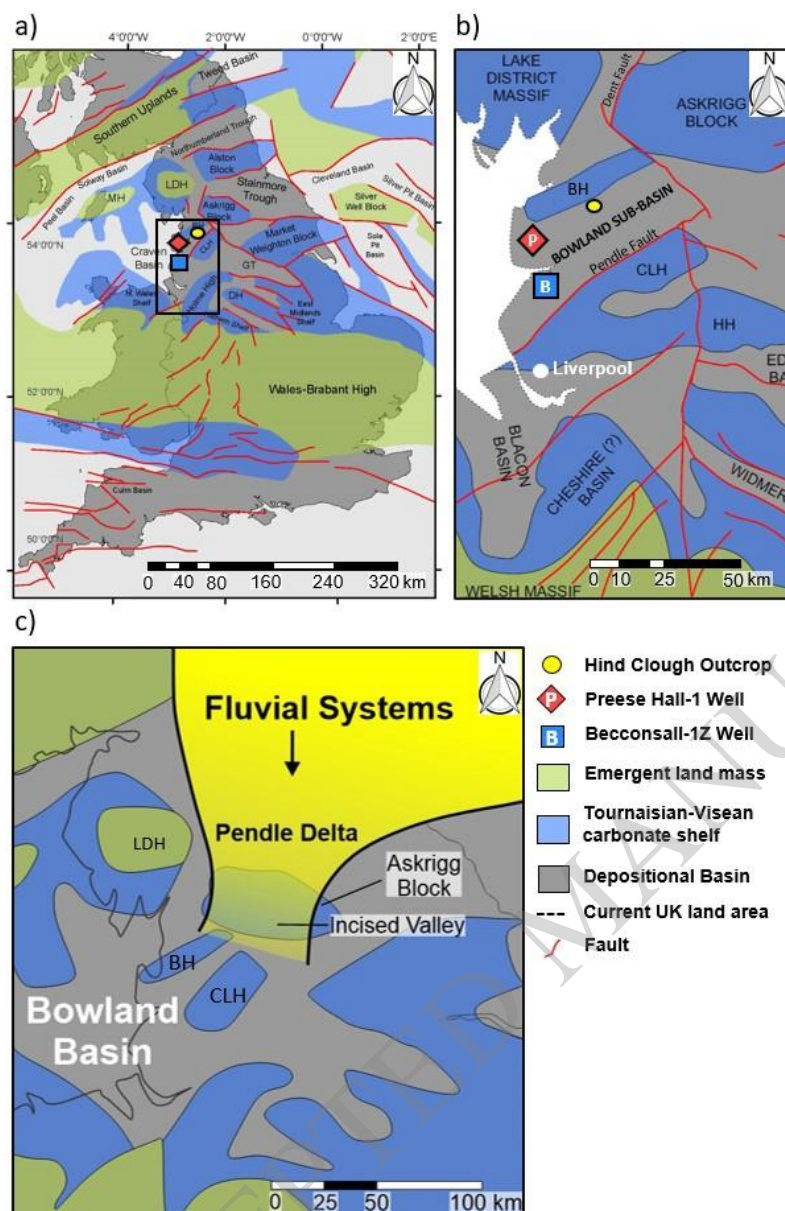 a)
4°0'0"W
2°0'0"W
0°0'0"W
2°0'0"E
N
Tweed Basin
Southern Uplands
Northumberland Trough
Solway Basin
Alston
Block
Peel Basin
LDH
MH
Stainmore
Trough
Cleveland Basin
Silver Pit Basin
Silver
Well Block
Askrigg
Block
54°0'0"N
Craven
Basin
CLH
Market
Weighton Block
Sole
Pit
Basin
GT
N. Wales
Shelf
Holme High
DH
East
Midlands
Shelf
52°0'0"N
Wales-Brabant High
Culm Basin
50°0'0"N
0 40 80 160 240 320
km
b)
N
LAKE
DISTRICT
MASSIF
Dent Fault
ASKRIGG
BLOCK
BH
P
BOWLAND SUB-BASIN
Pendle Fault
B
CLH
HH
Liverpool
ED
BA
BLACON
BASIN
CHESHIRE (?)
BASIN
WIDMER
WELSH MASSIF
0 10 25 50 km
c)
N
Fluvial Systems
Pendle Delta
LDH
Askrigg
Block
Incised Valley
BH
CLH
Bowland
Basin
0 25 50 100 km
Hind Clough Outcrop
P Preese Hall-1 Well
B Becconsall-1Z Well
Emergent land mass
Tournaisian-Visean
carbonate shelf
Depositional Basin
Current UK land area
Fault